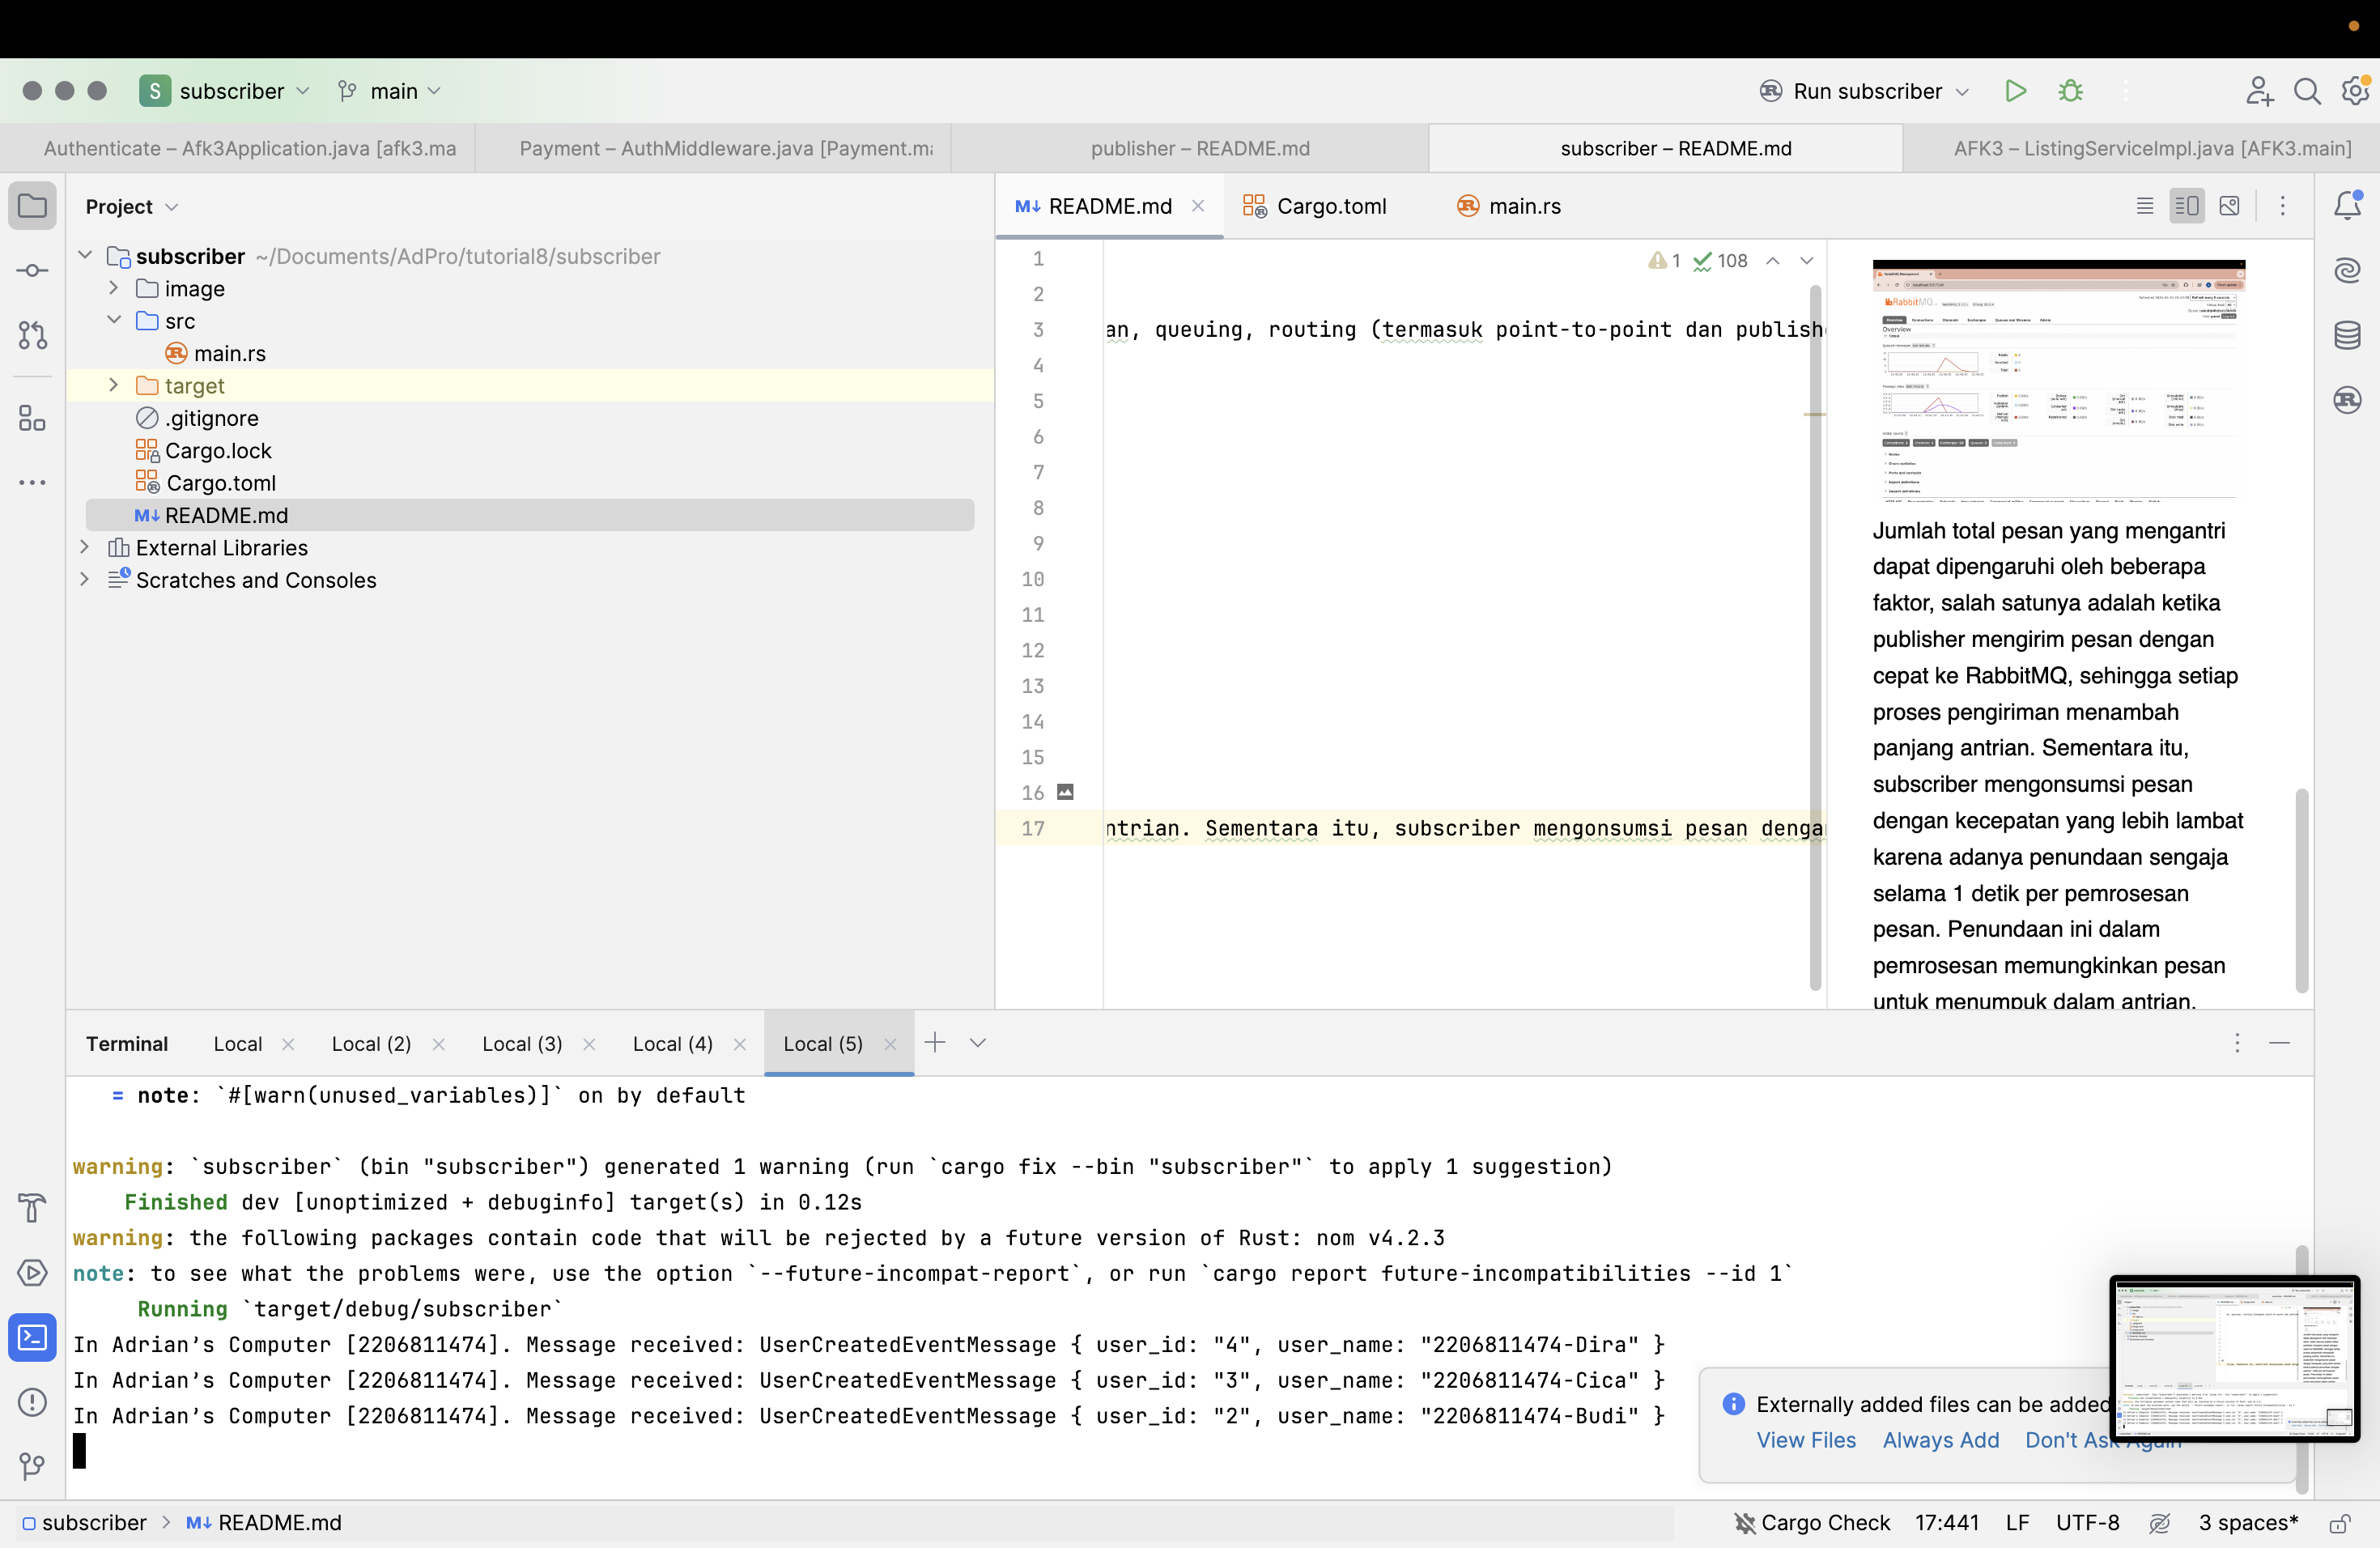 subscriber
main
Run subscriber
Authenticate – Afk3Application.java [afk3.ma
Payment – AuthMiddleware.java [Payment.ma
publisher – README.md
subscriber – README.md
AFK3 – ListingServiceImpl.java [AFK3.main]
Project
README.md
Cargo.toml
main.rs
subscriber ~/Documents/AdPro/tutorial8/subscriber
image
src
main.rs
target
.gitignore
Cargo.lock
Cargo.toml
README.md
External Libraries
Scratches and Consoles
1
2
3 an, queuing, routing (termasuk point-to-point dan publish
4
5
6
7
8
9
10
11
12
13
14
15
16
17 ntrian. Sementara itu, subscriber mengonsumsi pesan denga
1 108
RabbitMQ
Overview
Jumlah total pesan yang mengantri
dapat dipengaruhi oleh beberapa
faktor, salah satunya adalah ketika
publisher mengirim pesan dengan
cepat ke RabbitMQ, sehingga setiap
proses pengiriman menambah
panjang antrian. Sementara itu,
subscriber mengonsumsi pesan
dengan kecepatan yang lebih lambat
karena adanya penundaan sengaja
selama 1 detik per pemrosesan
pesan. Penundaan ini dalam
pemrosesan memungkinkan pesan
untuk menumpuk dalam antrian.
Terminal Local Local (2) Local (3) Local (4) Local (5)
= note: `#[warn(unused_variables)]` on by default
warning: `subscriber` (bin "subscriber") generated 1 warning (run `cargo fix --bin "subscriber"` to apply 1 suggestion)
Finished dev [unoptimized + debuginfo] target(s) in 0.12s
warning: the following packages contain code that will be rejected by a future version of Rust: nom v4.2.3
note: to see what the problems were, use the option `--future-incompat-report`, or run `cargo report future-incompatibilities --id 1`
Running `target/debug/subscriber`
In Adrian’s Computer [2206811474]. Message received: UserCreatedEventMessage { user_id: "4", user_name: "2206811474-Dira" }
In Adrian’s Computer [2206811474]. Message received: UserCreatedEventMessage { user_id: "3", user_name: "2206811474-Cica" }
In Adrian’s Computer [2206811474]. Message received: UserCreatedEventMessage { user_id: "2", user_name: "2206811474-Budi" }
Externally added files can be added
View Files Always Add Don't Ask Again
subscriber README.md
Cargo Check 17:441 LF UTF-8 3 spaces*